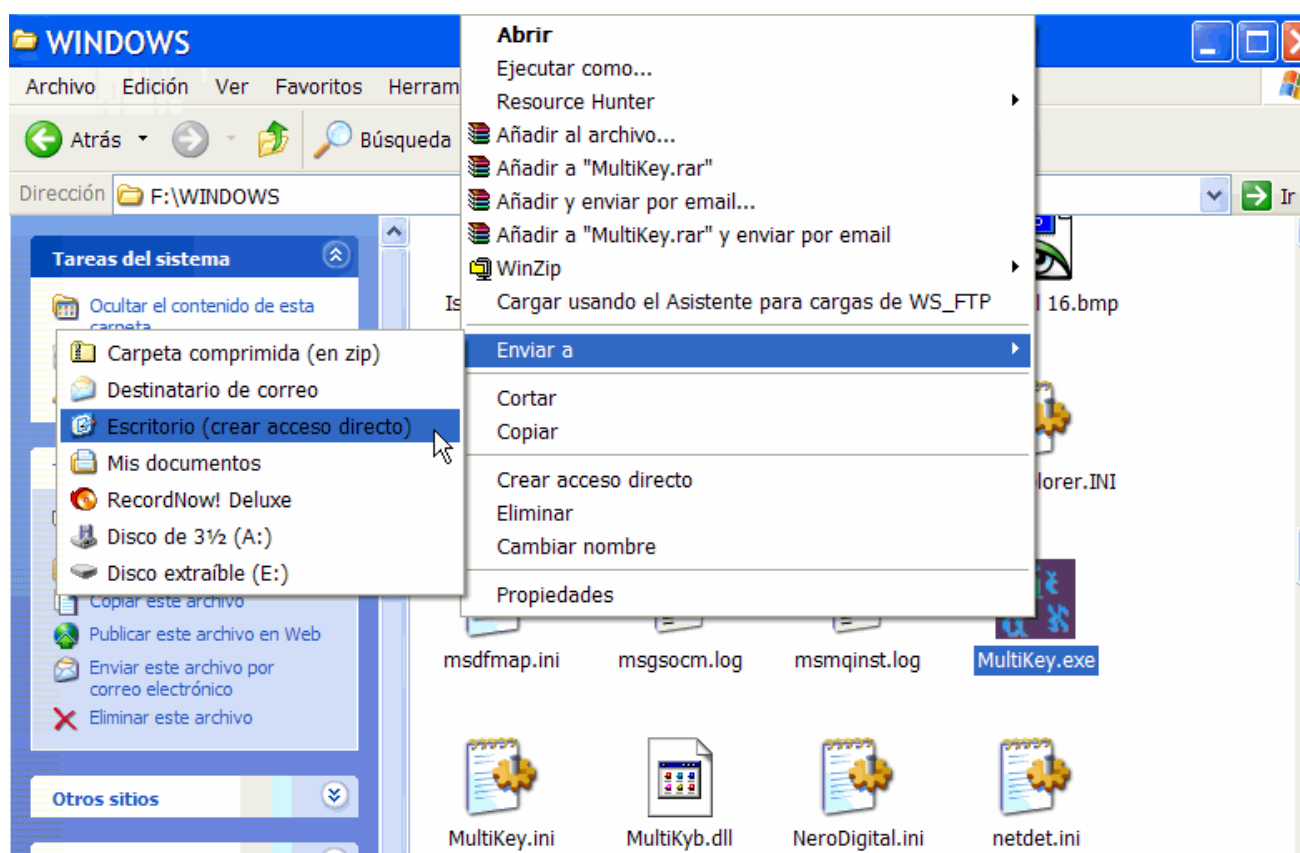 WINDOWS
Archivo Edición Ver Favoritos Herram
Atrás
Búsqueda
Dirección F:\WINDOWS
Ir
Tareas del sistema
Ocultar el contenido de esta
carpeta
Carpeta comprimida (en zip)
Destinatario de correo
Escritorio (crear acceso directo)
Mis documentos
RecordNow! Deluxe
Disco de 3½ (A:)
Disco extraíble (E:)
Copiar este archivo
Publicar este archivo en Web
Enviar este archivo por
correo electrónico
Eliminar este archivo
Otros sitios
Abrir
Ejecutar como...
Resource Hunter
Añadir al archivo...
Añadir a "MultiKey.rar"
Añadir y enviar por email...
Añadir a "MultiKey.rar" y enviar por email
WinZip
Cargar usando el Asistente para cargas de WS_FTP
Enviar a
Cortar
Copiar
Crear acceso directo
Eliminar
Cambiar nombre
Propiedades
Is
l 16.bmp
lorer.INI
msdfmap.ini msgsocm.log msmqinst.log MultiKey.exe
MultiKey.ini MultiKyb.dll NeroDigital.ini netdet.ini